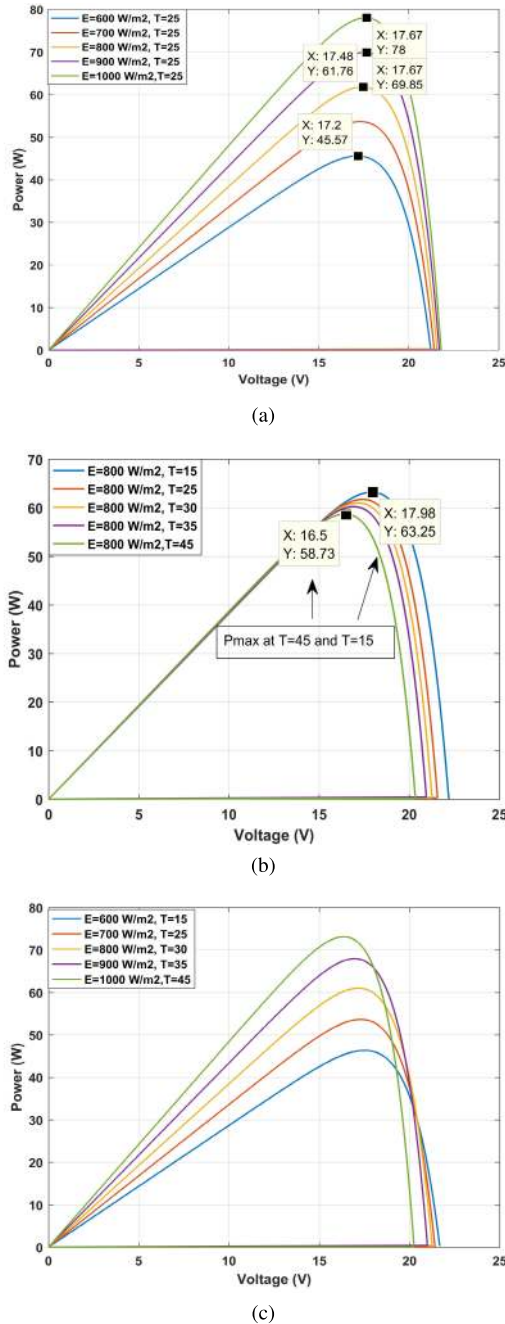 80
70
60
50
40
30
20
10
0
Power (W)
E=600 W/m2, T=25
E=700 W/m2, T=25
E=800 W/m2, T=25
E=900 W/m2, T=25
E=1000 W/m2,T=25
X: 17.67
Y: 78
X: 17.48
Y: 61.76
X: 17.67
Y: 69.85
X: 17.2
Y: 45.57
0 5 10 15 20 25
Voltage (V)
(a)
70
60
50
40
30
20
10
0
Power (W)
E=800 W/m2, T=15
E=800 W/m2, T=25
E=800 W/m2, T=30
E=800 W/m2, T=35
E=800 W/m2,T=45
X: 16.5
Y: 58.73
X: 17.98
Y: 63.25
Pmax at T=45 and T=15
0 5 10 15 20 25
Voltage (V)
(b)
80
70
60
50
40
30
20
10
0
Power (W)
E=600 W/m2, T=15
E=700 W/m2, T=25
E=800 W/m2, T=30
E=900 W/m2, T=35
E=1000 W/m2,T=45
0 5 10 15 20 25
Voltage (V)
(c)